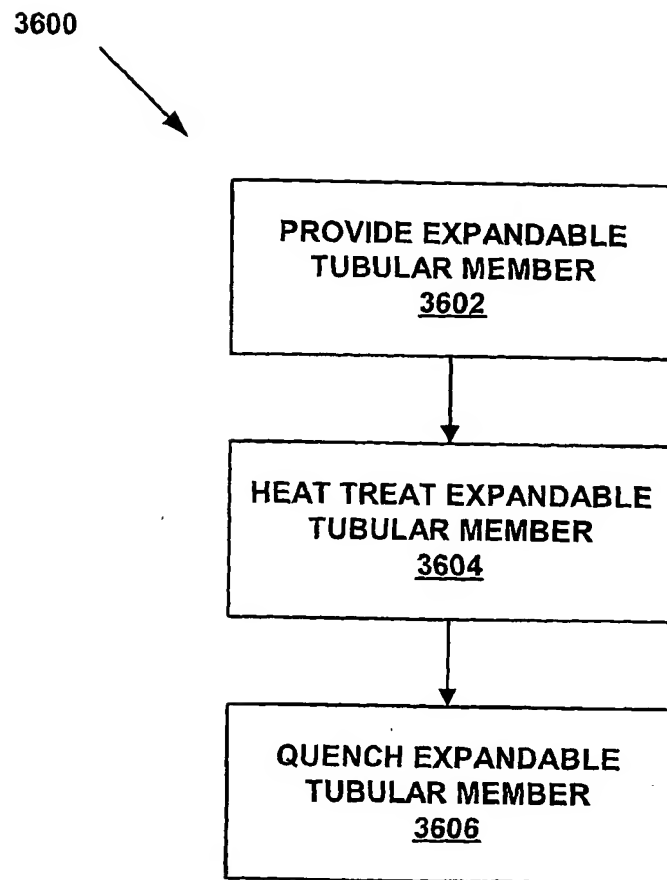 3600
PROVIDE EXPANDABLE
TUBULAR MEMBER
3602
HEAT TREAT EXPANDABLE
TUBULAR MEMBER
3604
QUENCH EXPANDABLE
TUBULAR MEMBER
3606